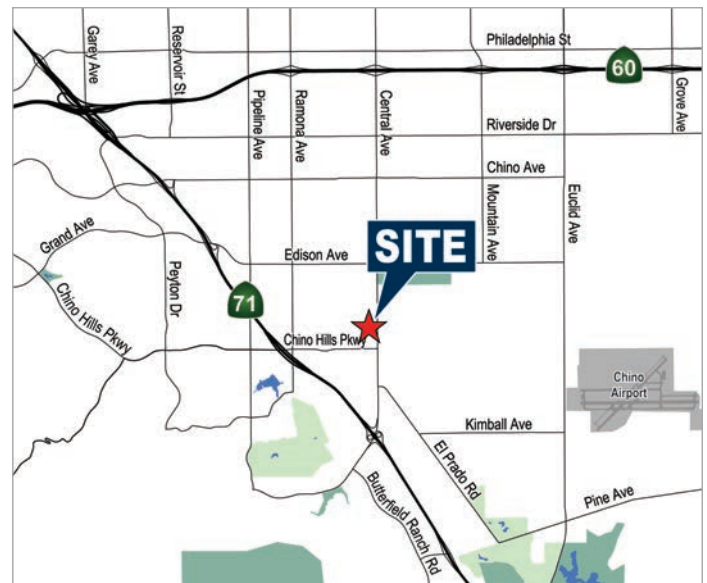 Garey Ave
Reservoir St
Philadelphia St
60
Pipeline Ave
Ramona Ave
Central Ave
Grove Ave
Riverside Dr
Chino Ave
Mountain Ave
Euclid Ave
Grand Ave
Peyton Dr
Edison Ave
SITE
71
Chino Hills Pkwy
Chino Hills Pkwy
Chino
Airport
Kimball Ave
El Prado Rd
Butterfield Ranch Rd
Pine Ave